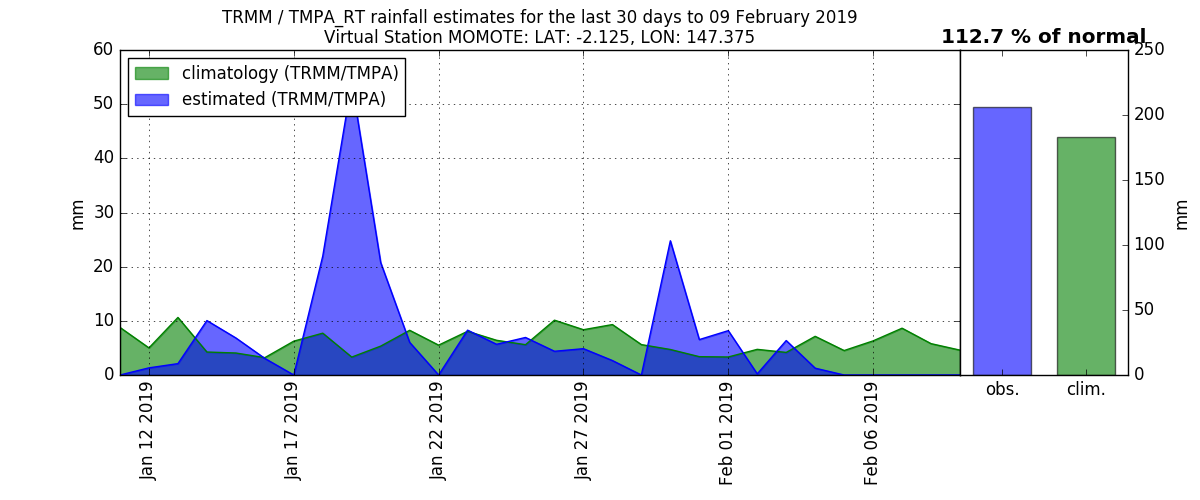 TRMM / TMPA_RT rainfall estimates for the last 30 days to 09 February 2019
Virtual Station MOMOTE: LAT: -2.125, LON: 147.375
112.7 % of normal
climatology (TRMM/TMPA)
estimated (TRMM/TMPA)
60
50
40
30
20
10
0
mm
Jan 12 2019
Jan 17 2019
Jan 22 2019
Jan 27 2019
Feb 01 2019
Feb 06 2019
obs.
clim.
250
200
150
100
50
0
mm